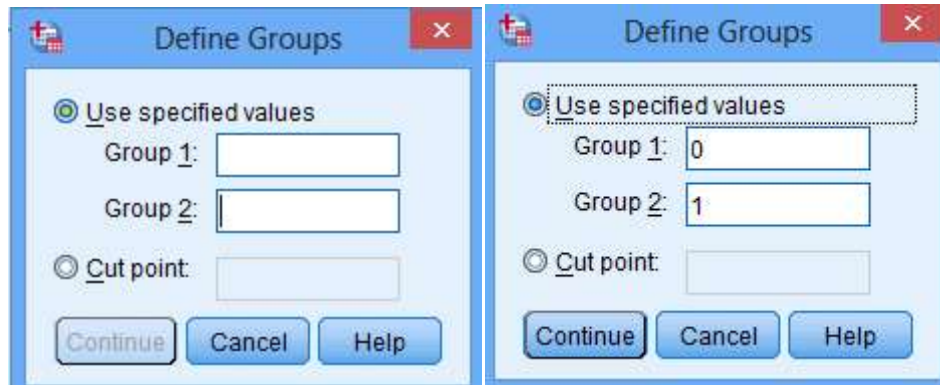 Define Groups
Use specified values
Group 1:
Group 2:
Cut point:
Continue Cancel Help
Define Groups
Use specified values
Group 1: 0
Group 2: 1
Cut point:
Continue Cancel Help